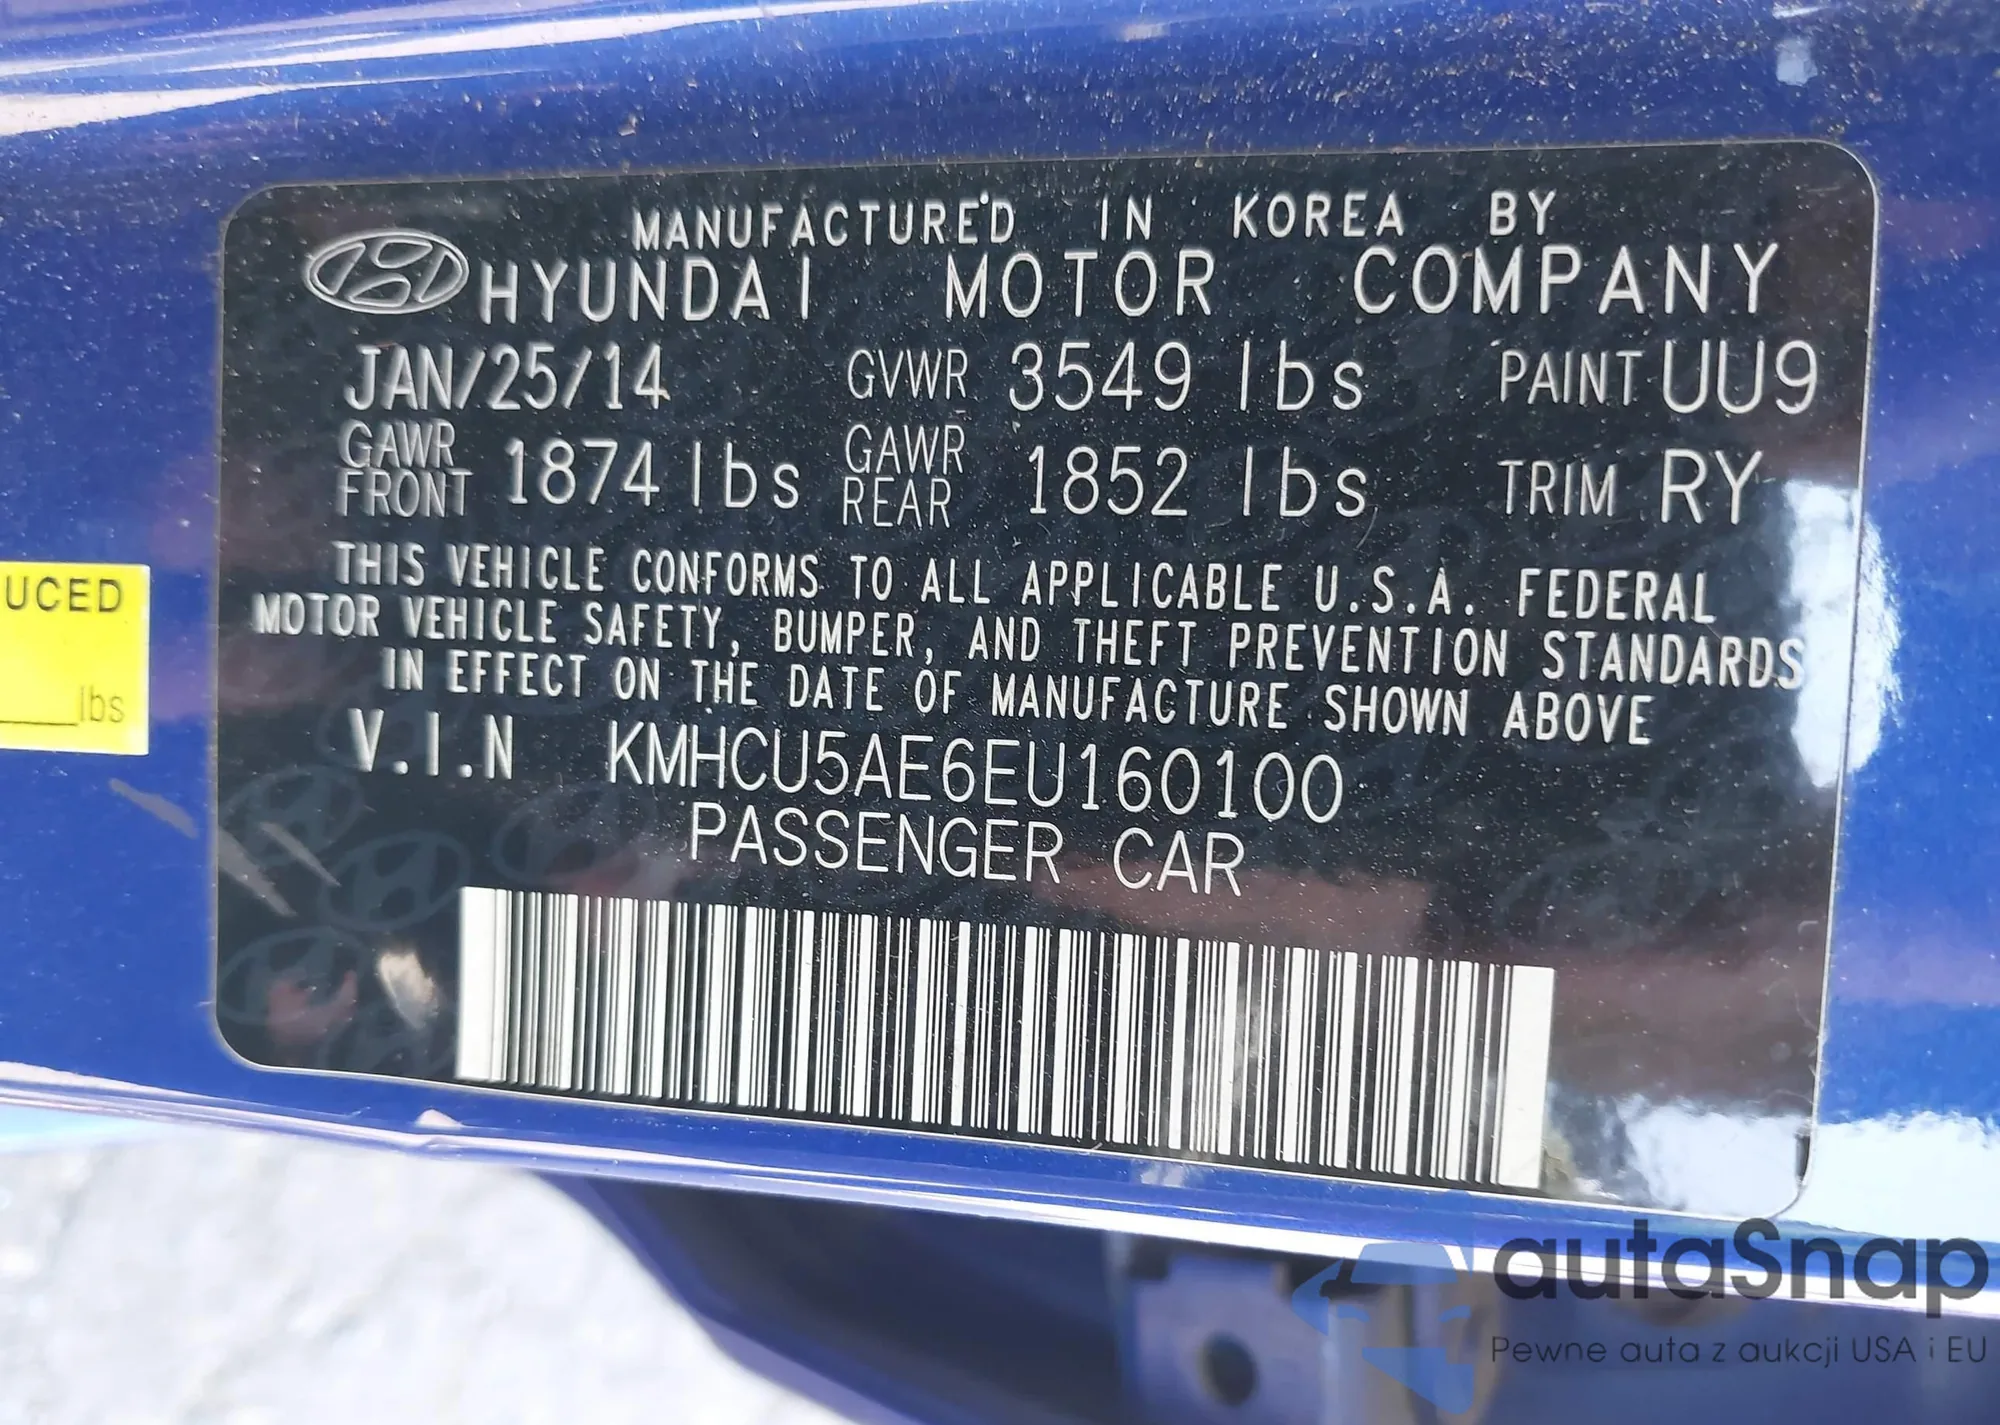 MANUFACTURED IN KOREA BY
HYUNDAI MOTOR COMPANY
JAN/25/14 GVWR 3549 lbs PAINT UU9
GAWR FRONT 1874 lbs GAWR REAR 1852 lbs TRIM RY
THIS VEHICLE CONFORMS TO ALL APPLICABLE U.S.A. FEDERAL
MOTOR VEHICLE SAFETY, BUMPER, AND THEFT PREVENTION STANDARDS
IN EFFECT ON THE DATE OF MANUFACTURE SHOWN ABOVE
V.I.N KMHCU5AE6EU160100
PASSENGER CAR
UCED
lbs
autaSnap
Pewne auta z aukcji USA i EU